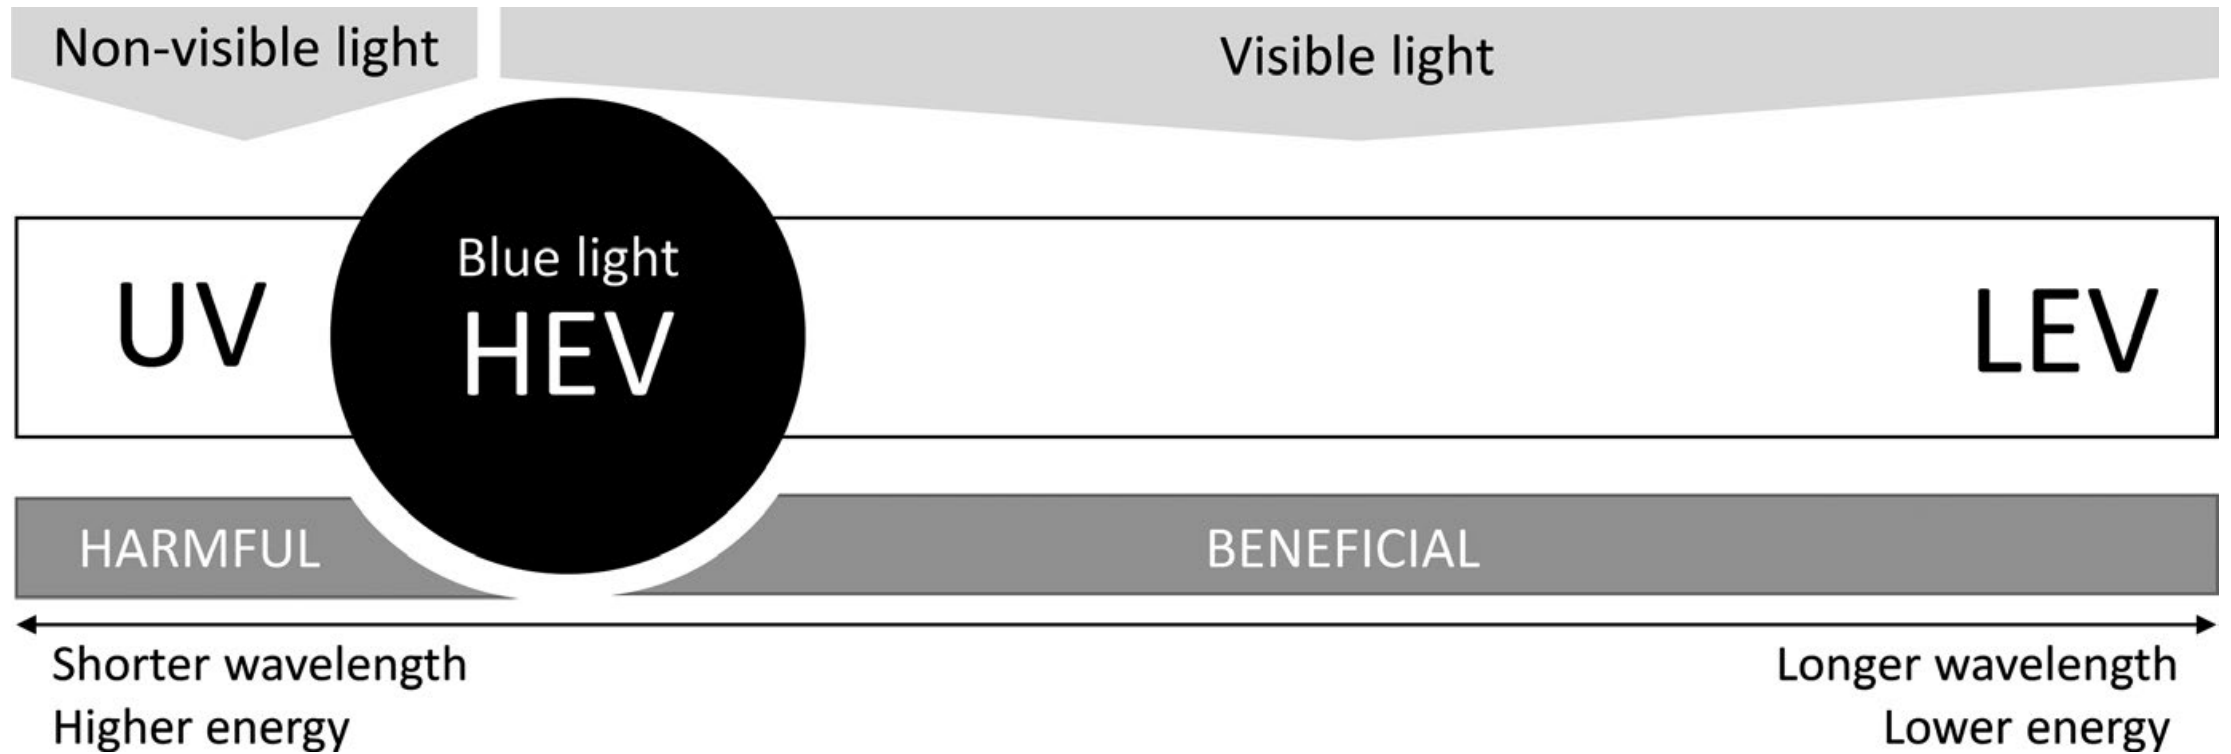 Non-visible light
Visible light
Blue light
UV
HEV
LEV
HARMFUL
BENEFICIAL
Shorter wavelength
Longer wavelength
Higher energy
Lower energy